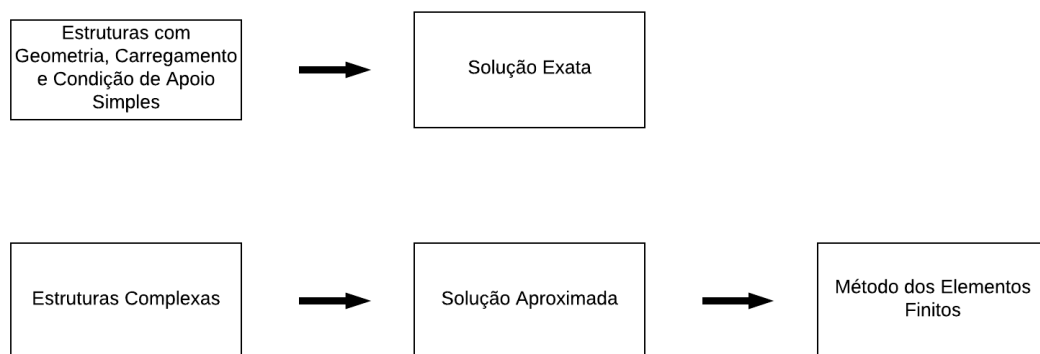 Estruturas com
Geometria, Carregamento
e Condição de Apoio
Simples
Solução Exata
Estruturas Complexas
Solução Aproximada
Método dos Elementos
Finitos